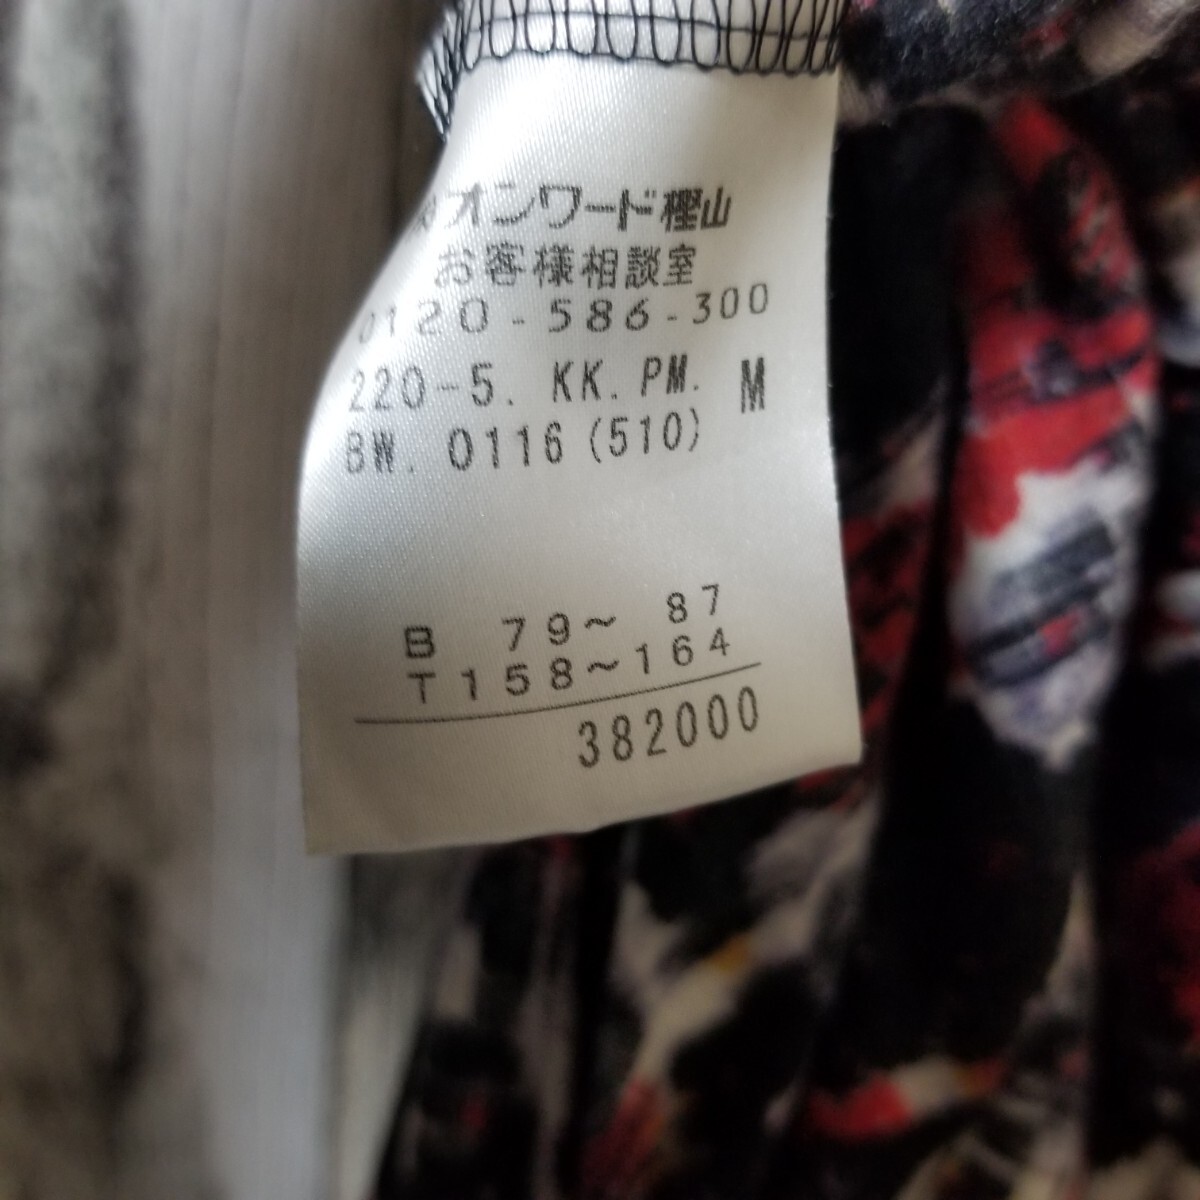 オンワード樫山
お客様相談室
0120-586-300
220-5. KK. PM. M
BW. 0116 (510)
B 79～ 87
T158～164
382000